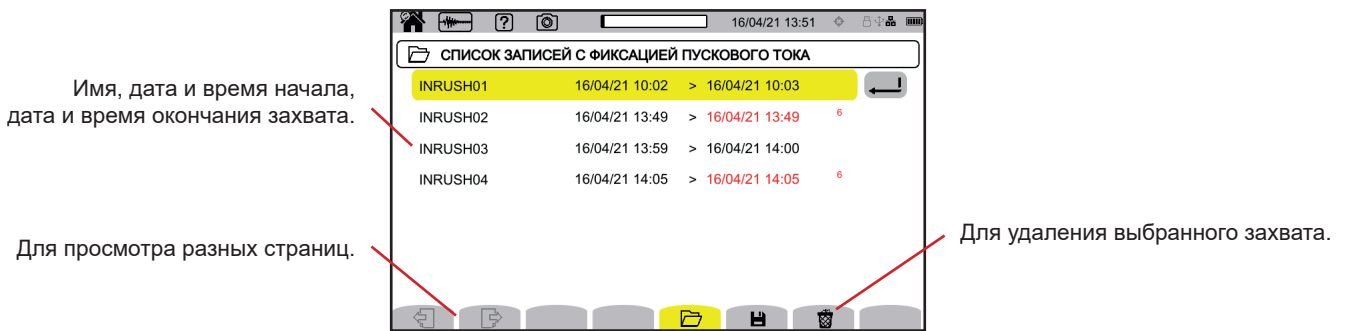 16/04/21 13:51
СПИСОК ЗАПИСЕЙ С ФИКСАЦИЕЙ ПУСКОВОГО ТОКА
INRUSH01 16/04/21 10:02 > 16/04/21 10:03
INRUSH02 16/04/21 13:49 > 16/04/21 13:49 6
INRUSH03 16/04/21 13:59 > 16/04/21 14:00
INRUSH04 16/04/21 14:05 > 16/04/21 14:05 6
Имя, дата и время начала,
дата и время окончания захвата.
Для просмотра разных страниц.
Для удаления выбранного захвата.